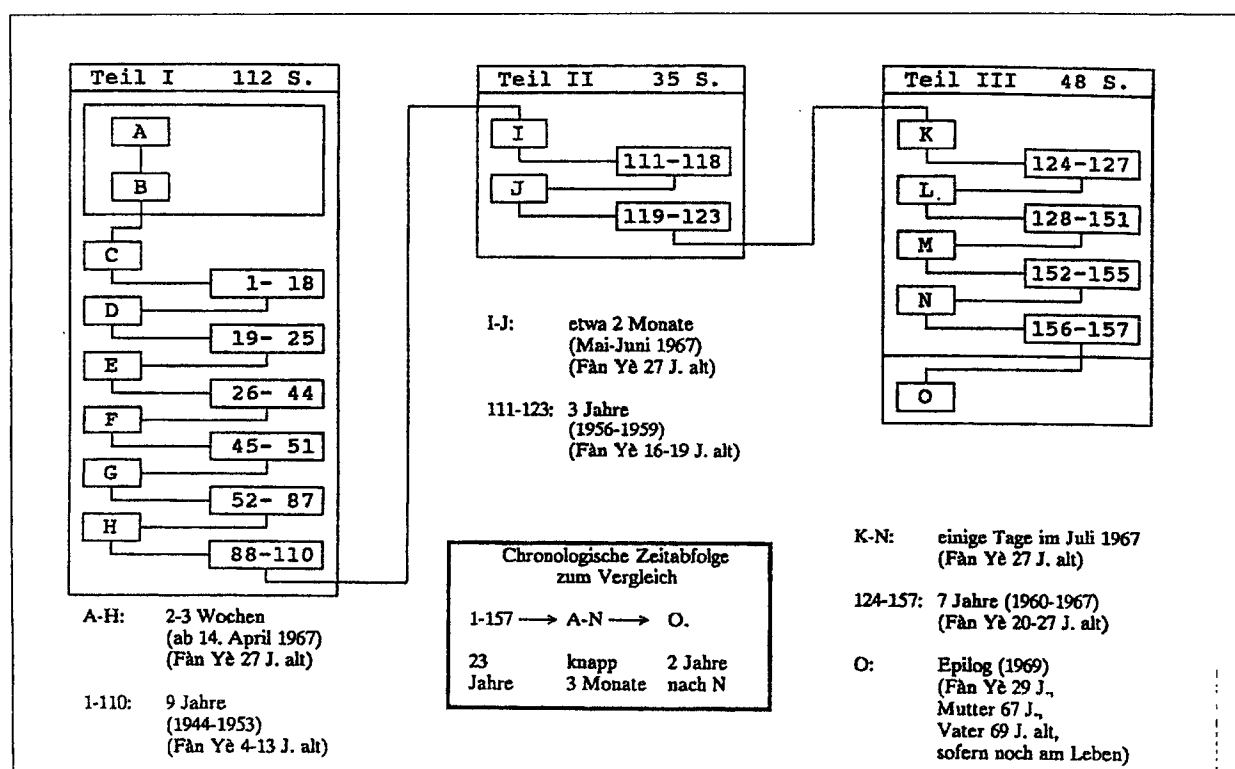 Teil I 112 S.
A
B
C
1- 18
D
19- 25
E
26- 44
F
45- 51
G
52- 87
H
88-110
A-H: 2-3 Wochen
(ab 14. April 1967)
(Fàn Yè 27 J. alt)
1-110: 9 Jahre
(1944-1953)
(Fàn Yè 4-13 J. alt)
Teil II 35 S.
I
111-118
J
119-123
I-J: etwa 2 Monate
(Mai-Juni 1967)
(Fàn Yè 27 J. alt)
111-123: 3 Jahre
(1956-1959)
(Fàn Yè 16-19 J. alt)
Chronologische Zeitabfolge
zum Vergleich
1-157 → A-N → O.
23 knapp 2 Jahre
Jahre 3 Monate nach N
Teil III 48 S.
K
124-127
L.
128-151
M
152-155
N
156-157
O
K-N: einige Tage im Juli 1967
(Fàn Yè 27 J. alt)
124-157: 7 Jahre (1960-1967)
(Fàn Yè 20-27 J. alt)
O: Epilog (1969)
(Fàn Yè 29 J.,
Mutter 67 J.,
Vater 69 J. alt,
sofern noch am Leben)